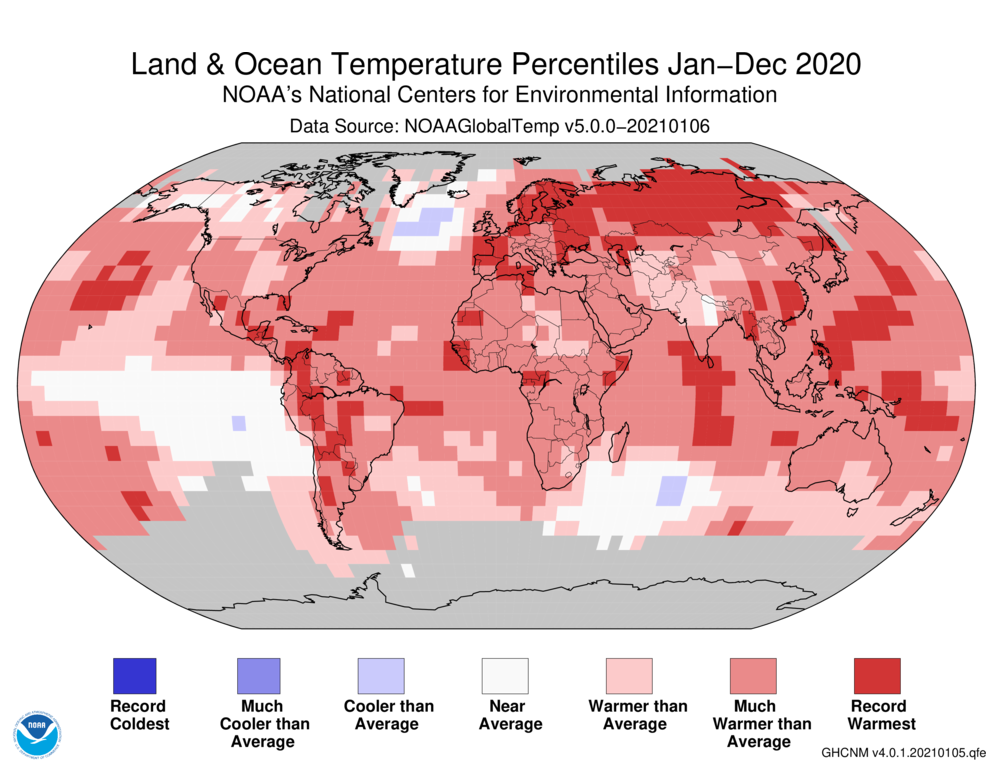 Land & Ocean Temperature Percentiles Jan–Dec 2020
NOAA's National Centers for Environmental Information
Data Source: NOAAGlobalTemp v5.0.0–20210106
Record Coldest
Much Cooler than Average
Cooler than Average
Near Average
Warmer than Average
Much Warmer than Average
Record Warmest
NOAA
GHCNM v4.0.1.20210105.qfe